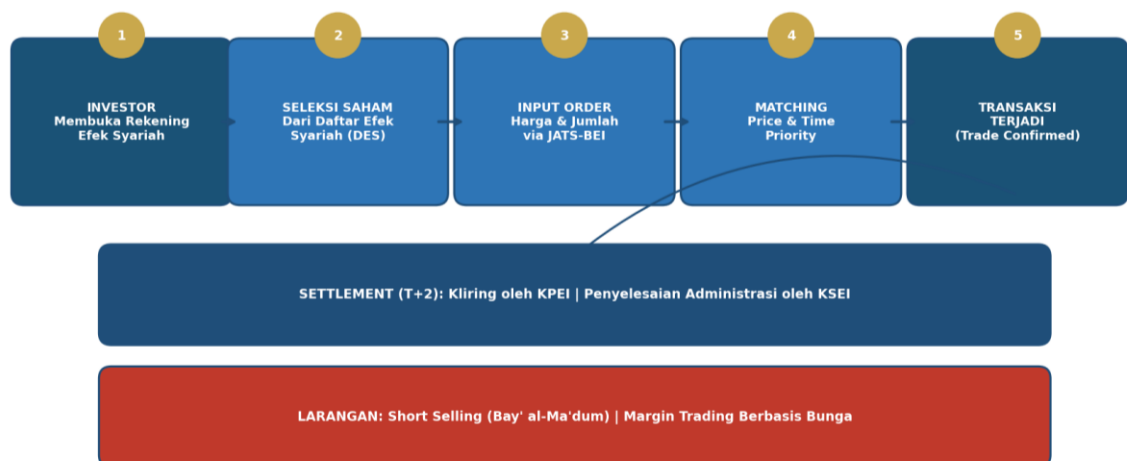 1
INVESTOR
Membuka Rekening
Efek Syariah
2
SELEKSI SAHAM
Dari Daftar Efek
Syariah (DES)
3
INPUT ORDER
Harga & Jumlah
via JATS-BEI
4
MATCHING
Price & Time
Priority
5
TRANSAKSI
TERJADI
(Trade Confirmed)
SETTLEMENT (T+2): Kliring oleh KPEI | Penyelesaian Administrasi oleh KSEI
LARANGAN: Short Selling (Bay' al-Ma'dum) | Margin Trading Berbasis Bunga